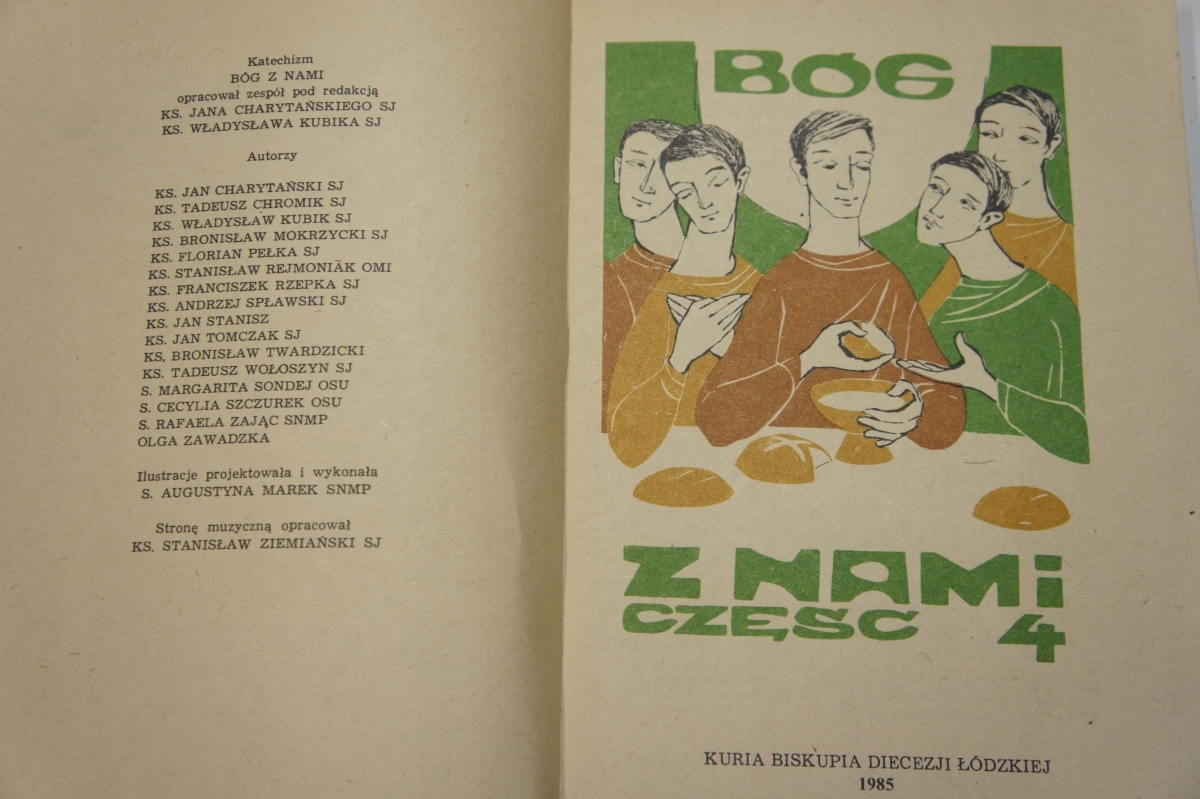 Katechizm
BÓG Z NAMI
opracował zespół pod redakcją
KS. JANA CHARYTAŃSKIEGO SJ
KS. WŁADYSŁAWA KUBIKA SJ
Autorzy
KS. JAN CHARYTAŃSKI SJ
KS. TADEUSZ CHROMIK SJ
KS. WŁADYSŁAW KUBIK SJ
KS. BRONISŁAW MOKRZYCKI SJ
KS. FLORIAN PEŁKA SJ
KS. STANISŁAW REJMONIAK OMI
KS. FRANCISZEK RZEPKA SJ
KS. ANDRZEJ SPŁAWSKI SJ
KS. JAN STANISZ
KS. JAN TOMCZAK SJ
KS, BRONISŁAW TWARDZICKI
KS. TADEUSZ WOŁOSZYN SJ
S. MARGARITA SONDEJ OSU
S. CECYLIA SZCZUREK OSU
S. RAFAELA ZAJĄC SNMP
OLGA ZAWADZKA
Ilustracje projektowała i wykonała
S. AUGUSTYNA MAREK SNMP
Stronę muzyczną opracował
KS. STANISŁAW ZIEMIAŃSKI SJ
BÓG
Z NAMi
CZĘSC 4
KURIA BISKUPIA DIECEZJI ŁÓDZKIEJ
1985